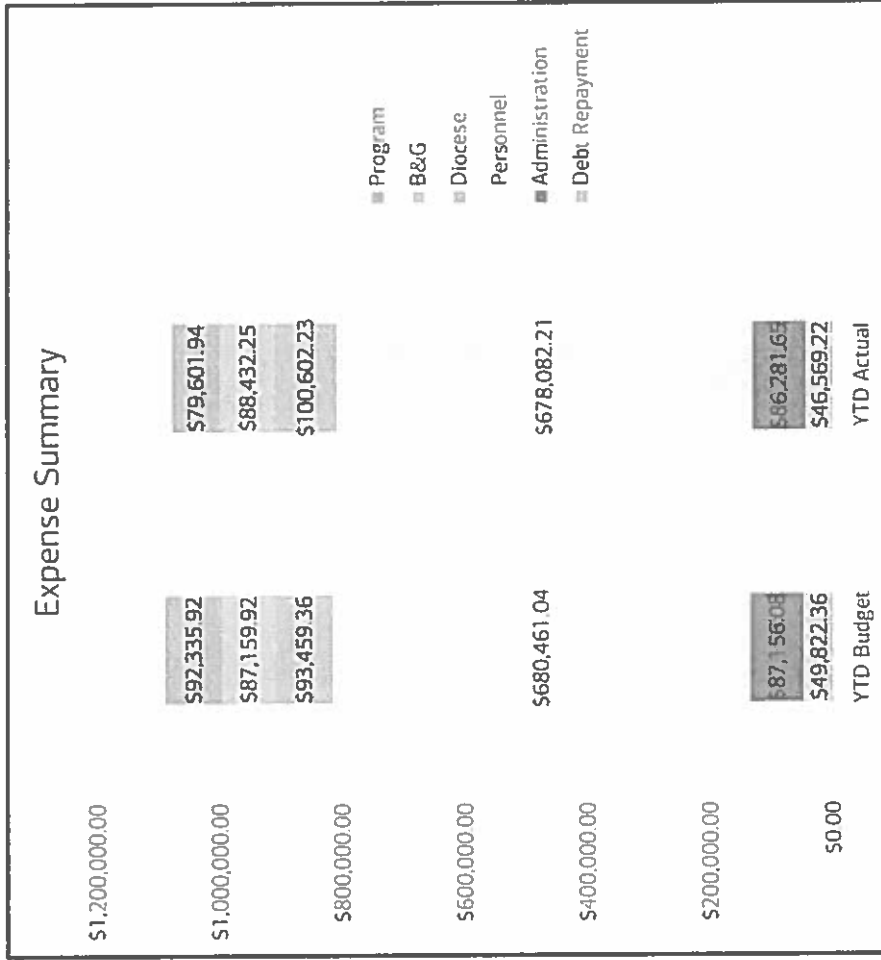 Expense Summary
$1,200,000.00
$1,000,000.00
$800,000.00
$600,000.00
$400,000.00
$200,000.00
$0.00
$92,335.92
$87,159.92
$93,459.36
$680,461.04
$87,156.08
$49,822.36
YTD Budget
$79,601.94
$88,432.25
$100,602.23
$678,082.21
$86,281.65
$46,569.22
YTD Actual
Program
B&G
Diocese
Personnel
Administration
Debt Repayment